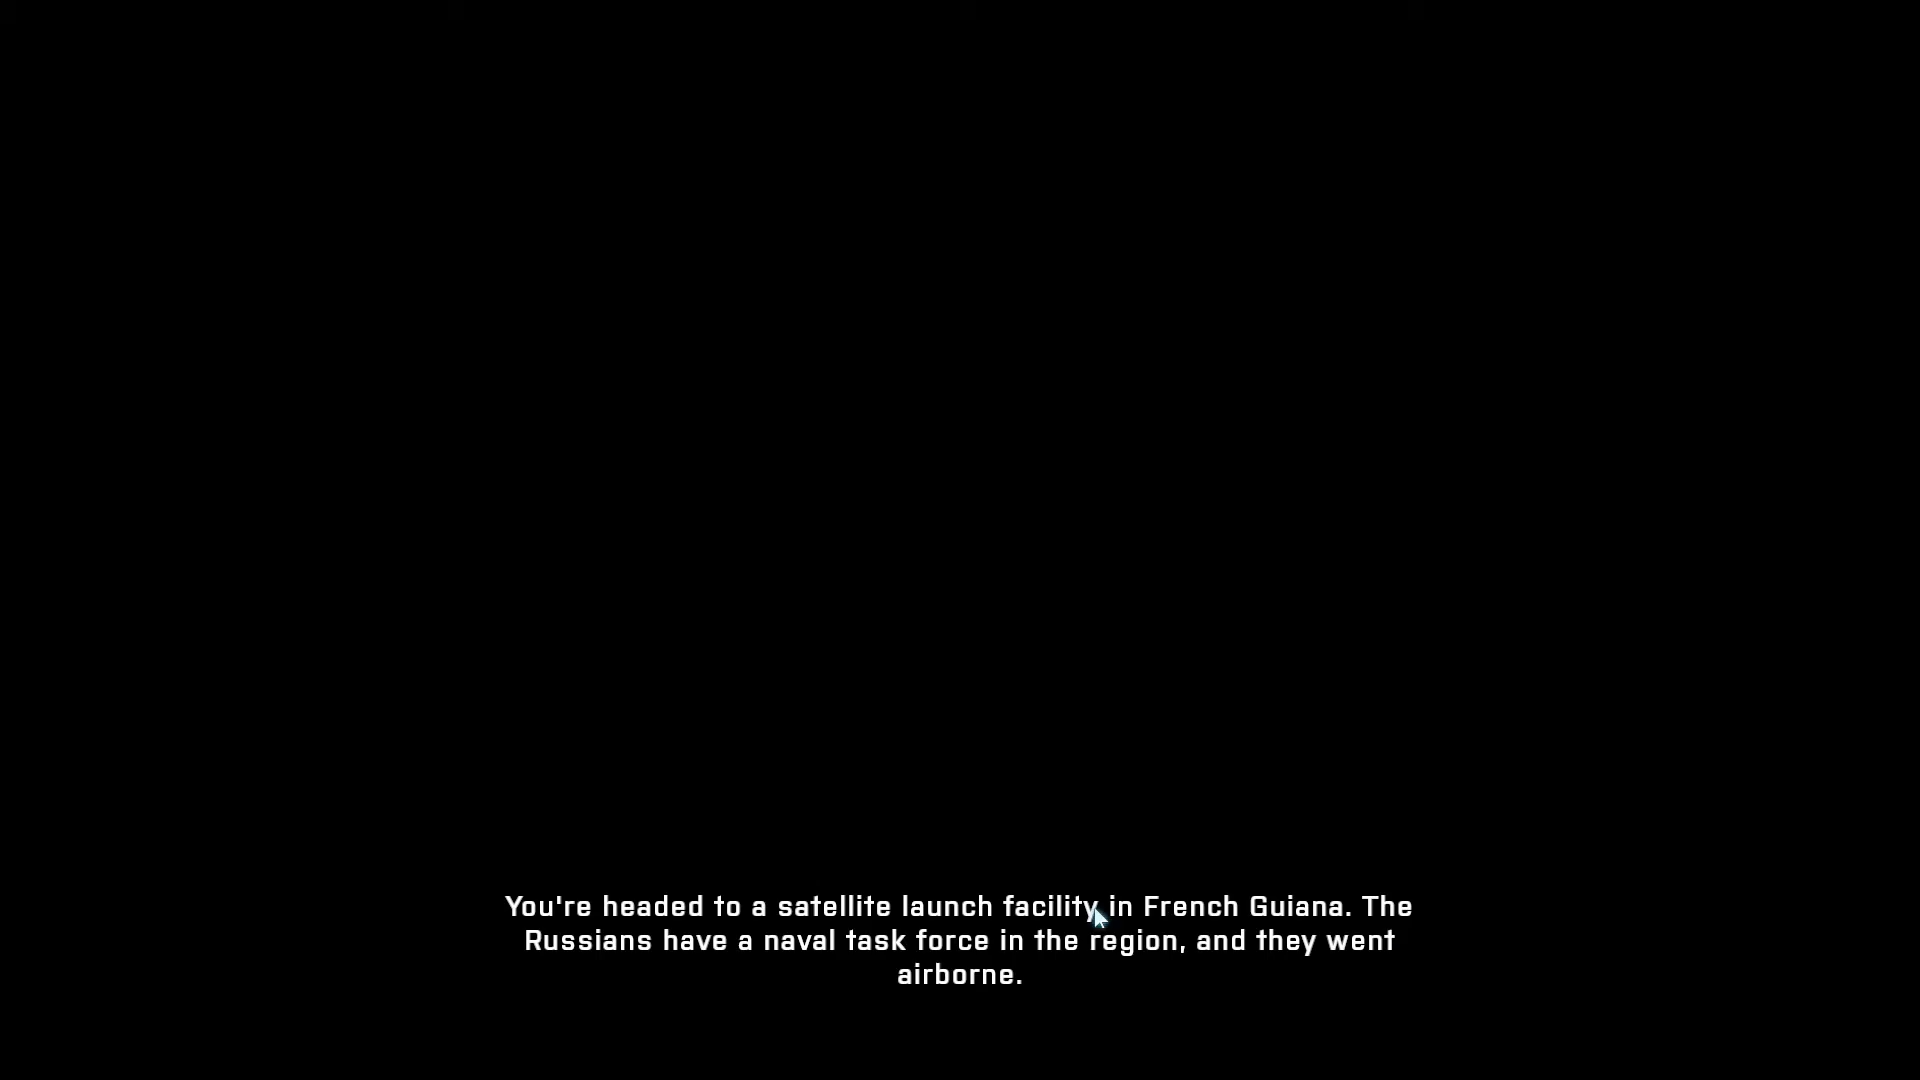 You're headed to a satellite launch facility in French Guiana. The
Russians have a naval task force in the region, and they went
airborne.